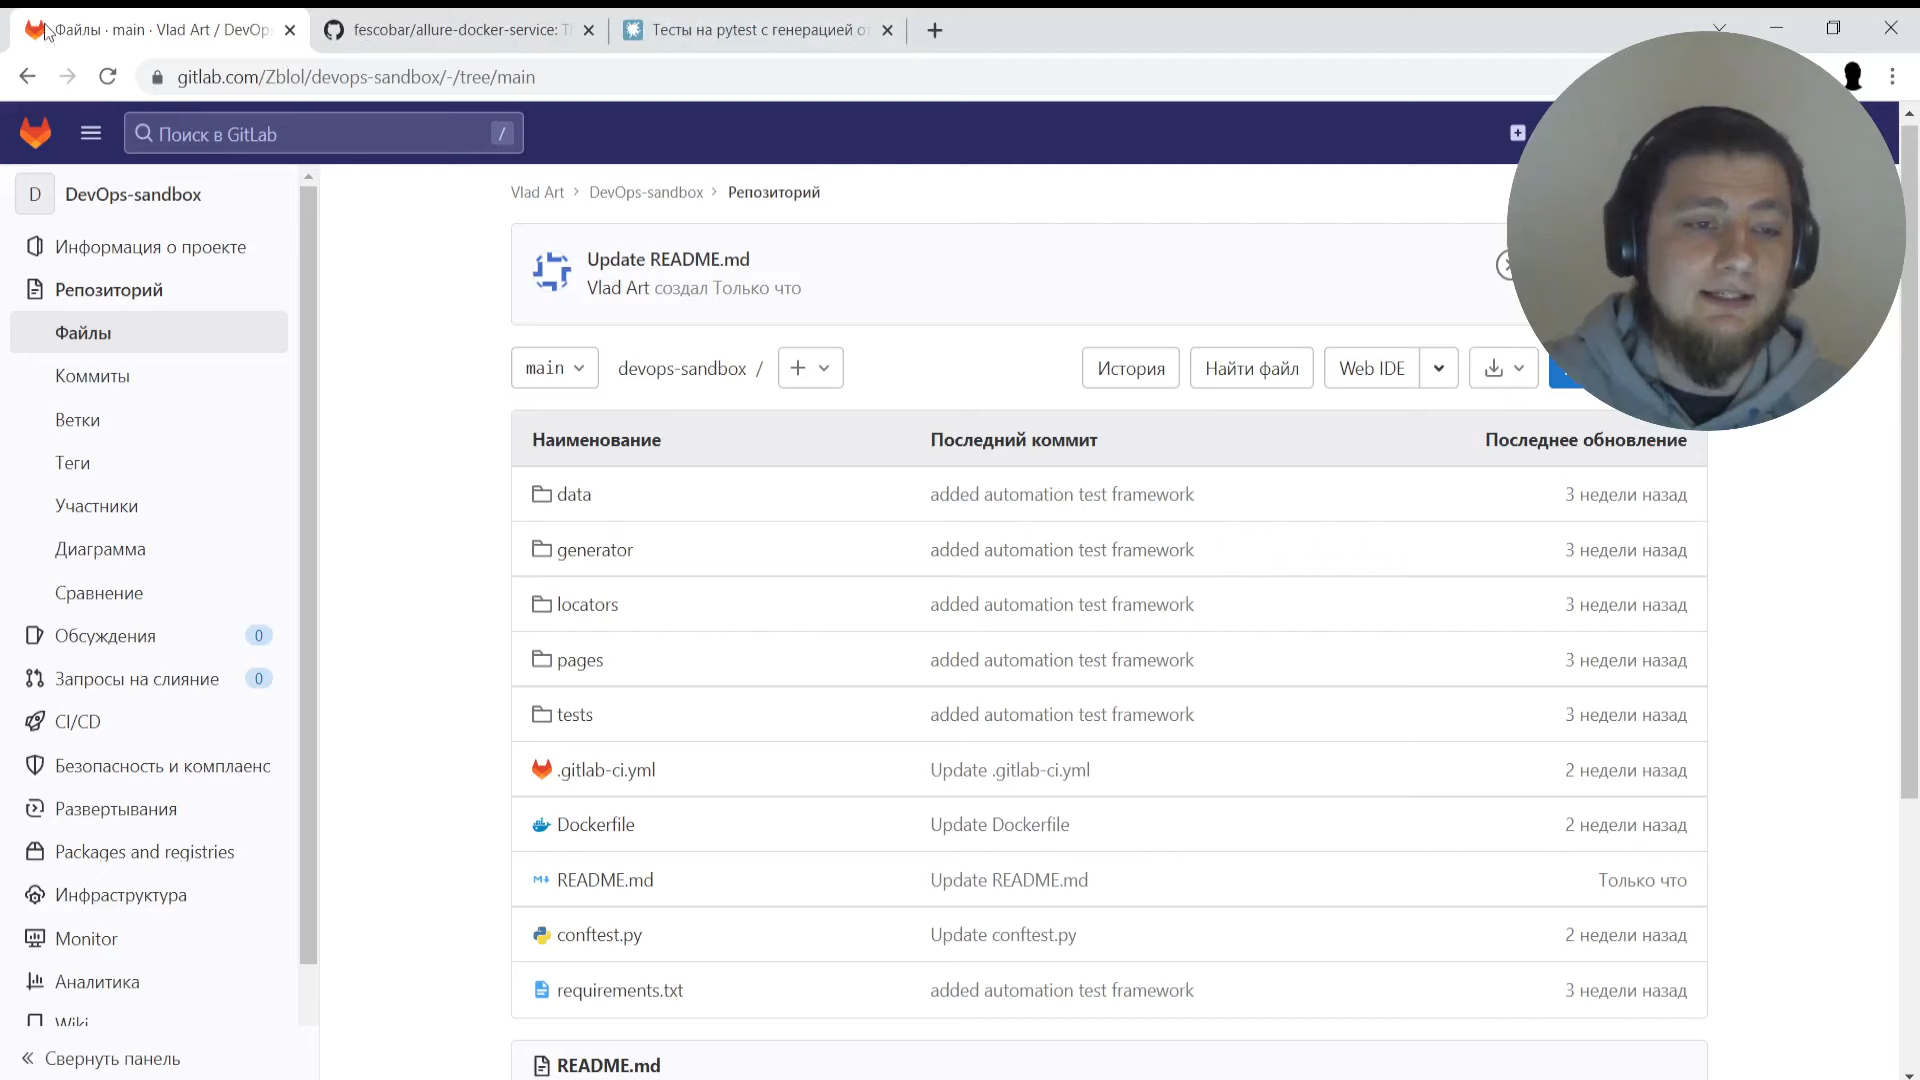 Файлы · main · Vlad Art / DevOps
fescobar/allure-docker-service: T
Тесты на pytest с генерацией о
gitlab.com/Zblol/devops-sandbox/-/tree/main
Поиск в GitLab
/
D
DevOps-sandbox
Информация о проекте
Репозиторий
Файлы
Коммиты
Ветки
Теги
Участники
Диаграмма
Сравнение
Обсуждения 0
Запросы на слияние 0
CI/CD
Безопасность и комплаенс
Развертывания
Packages and registries
Инфраструктура
Monitor
Аналитика
Wiki
Свернуть панель
Vlad Art > DevOps-sandbox > Репозиторий
Update README.md
Vlad Art создал Только что
main
devops-sandbox /
История
Найти файл
Web IDE
Наименование Последний коммит Последнее обновление
data added automation test framework 3 недели назад
generator added automation test framework 3 недели назад
locators added automation test framework 3 недели назад
pages added automation test framework 3 недели назад
tests added automation test framework 3 недели назад
.gitlab-ci.yml Update .gitlab-ci.yml 2 недели назад
Dockerfile Update Dockerfile 2 недели назад
README.md Update README.md Только что
conftest.py Update conftest.py 2 недели назад
requirements.txt added automation test framework 3 недели назад
README.md